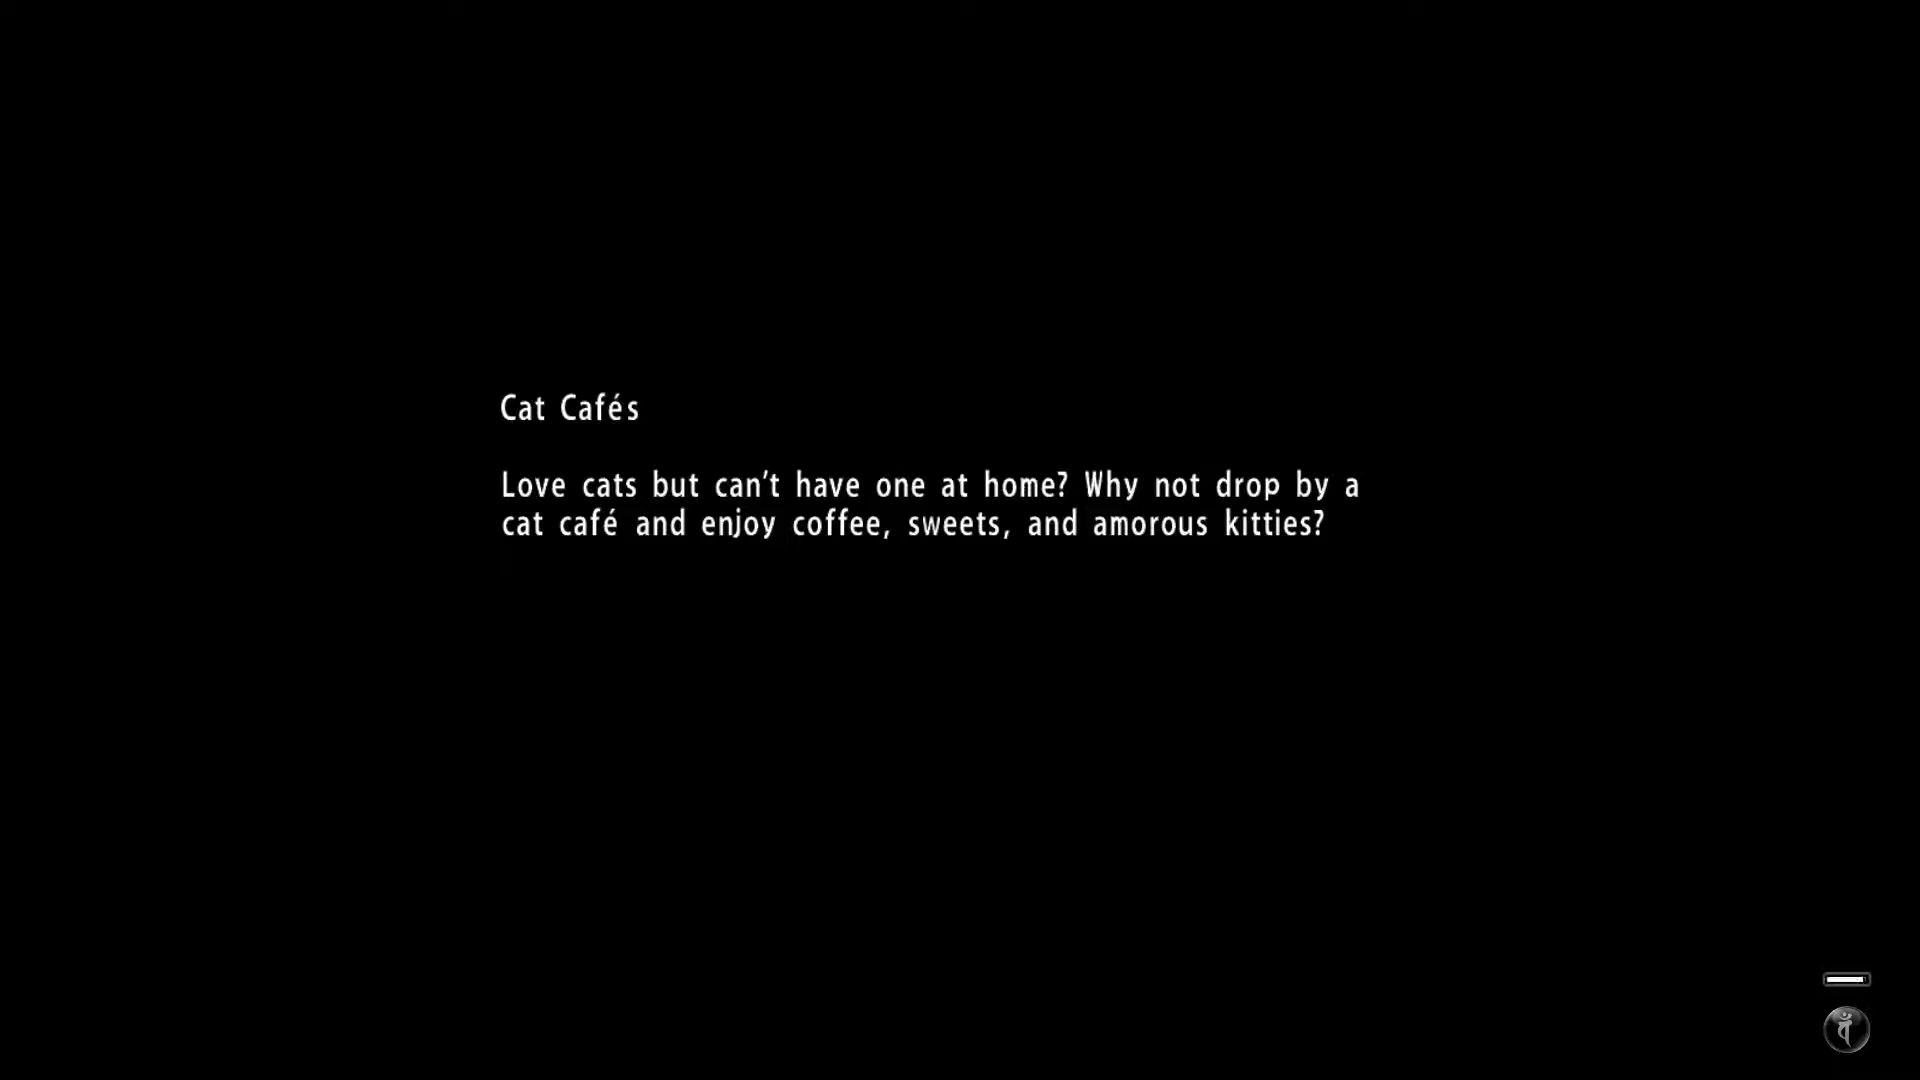 Cat Cafés
Love cats but can't have one at home? Why not drop by a
cat café and enjoy coffee, sweets, and amorous kitties?